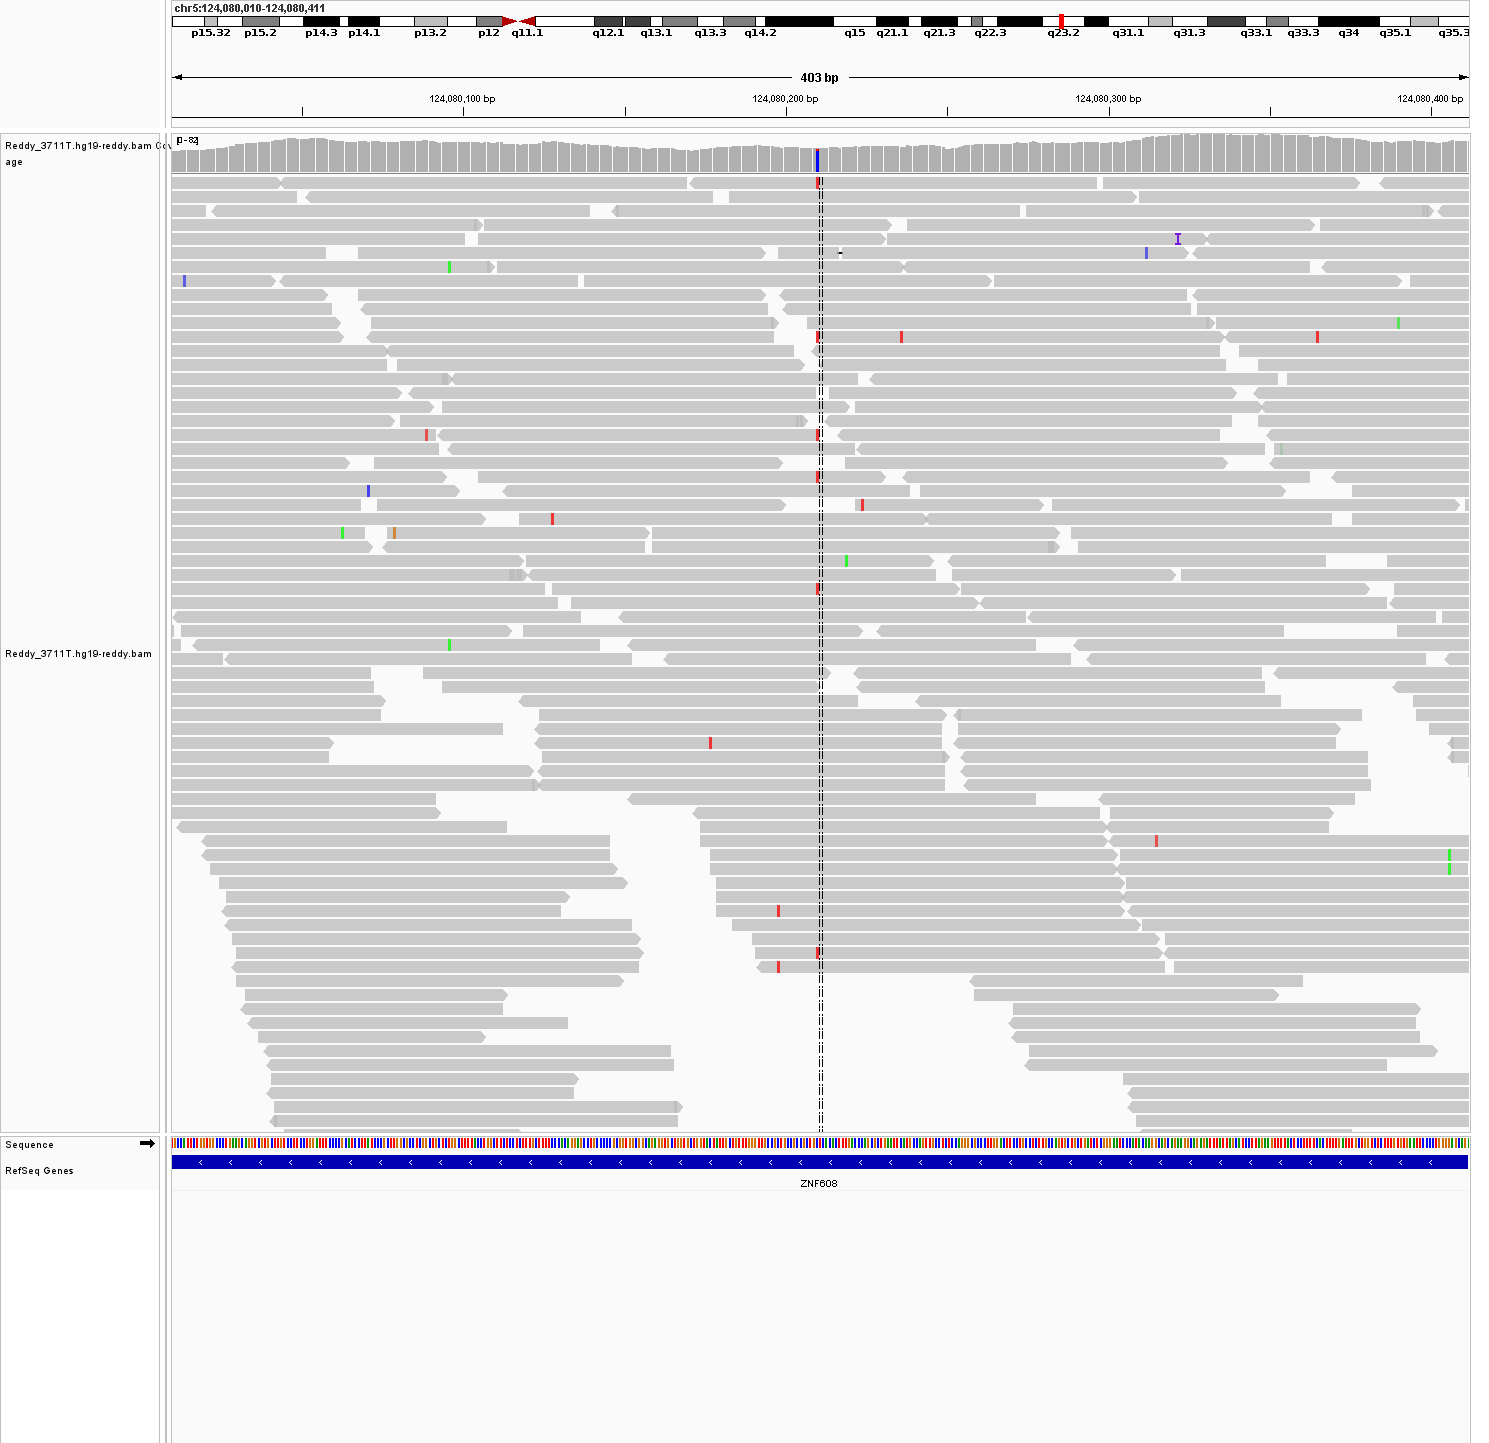 chr5:124,080,010-124,080,411
p15.32 p15.2 p14.3 p14.1 p13.2 p12 q11.1 q12.1 q13.1 q13.3 q14.2 q15 q21.1 q21.3 q22.3 q23.2 q31.1 q31.3 q33.1 q33.3 q34 q35.1 q35.3
403 bp
124,080,100 bp 124,080,200 bp 124,080,300 bp 124,080,400 bp
[0-82]
Reddy_3711T.hg19-reddy.bam Cov
age
Reddy_3711T.hg19-reddy.bam
Sequence
RefSeq Genes
ZNF608